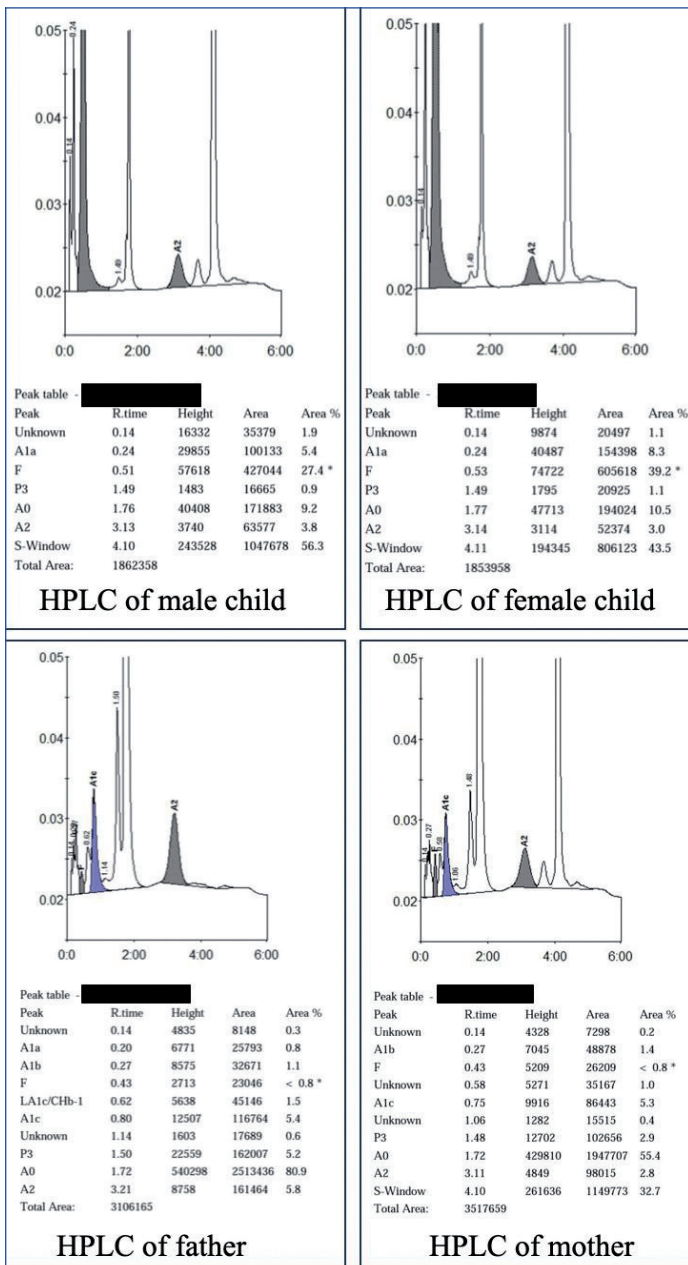 0.05
0.04
0.03
0.02
0:0 2:00 4:00 6:00
0.14
0.24
1.49
A2
Peak table -
Peak R.time Height Area Area %
Unknown 0.14 16332 35379 1.9
A1a 0.24 29855 100133 5.4
F 0.51 57618 427044 27.4 *
P3 1.49 1483 16665 0.9
A0 1.76 40408 171883 9.2
A2 3.13 3740 63577 3.8
S-Window 4.10 243528 1047678 56.3
Total Area: 1862358
HPLC of male child
0.05
0.04
0.03
0.02
0:0 2:00 4:00 6:00
0.14
1.49
A2
Peak table -
Peak R.time Height Area Area %
Unknown 0.14 9874 20497 1.1
A1a 0.24 40487 154398 8.3
F 0.53 74722 605618 39.2 *
P3 1.49 1795 20925 1.1
A0 1.77 47713 194024 10.5
A2 3.14 3114 52374 3.0
S-Window 4.11 194345 806123 43.5
Total Area: 1853958
HPLC of female child
0.05
0.04
0.03
0.02
0:0 2:00 4:00 6:00
0.14
F
0.62
A1c
1.14
1.50
A2
Peak table -
Peak R.time Height Area Area %
Unknown 0.14 4835 8148 0.3
A1a 0.20 6771 25793 0.8
A1b 0.27 8575 32671 1.1
F 0.43 2713 23046 < 0.8 *
LA1c/CHb-1 0.62 5638 45146 1.5
A1c 0.80 12507 116764 5.4
Unknown 1.14 1603 17689 0.6
P3 1.50 22559 162007 5.2
A0 1.72 540298 2513436 80.9
A2 3.21 8758 161464 5.8
Total Area: 3106165
HPLC of father
0.05
0.04
0.03
0.02
0:0 2:00 4:00 6:00
0.14
0.27
F
0.58
A1c
1.06
1.48
A2
Peak table -
Peak R.time Height Area Area %
Unknown 0.14 4328 7298 0.2
A1b 0.27 7045 48878 1.4
F 0.43 5209 26209 < 0.8 *
Unknown 0.58 5271 35167 1.0
A1c 0.75 9916 86443 5.3
Unknown 1.06 1282 15515 0.4
P3 1.48 12702 102656 2.9
A0 1.72 429810 1947707 55.4
A2 3.11 4849 98015 2.8
S-Window 4.10 261636 1149773 32.7
Total Area: 3517659
HPLC of mother